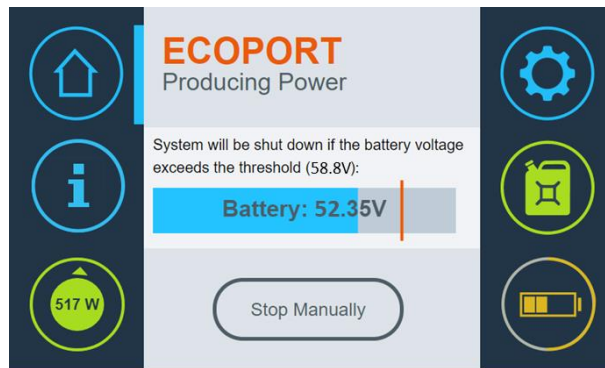 ECOPORT
Producing Power
System will be shut down if the battery voltage
exceeds the threshold (58.8V):
Battery: 52.35V
517 W
Stop Manually